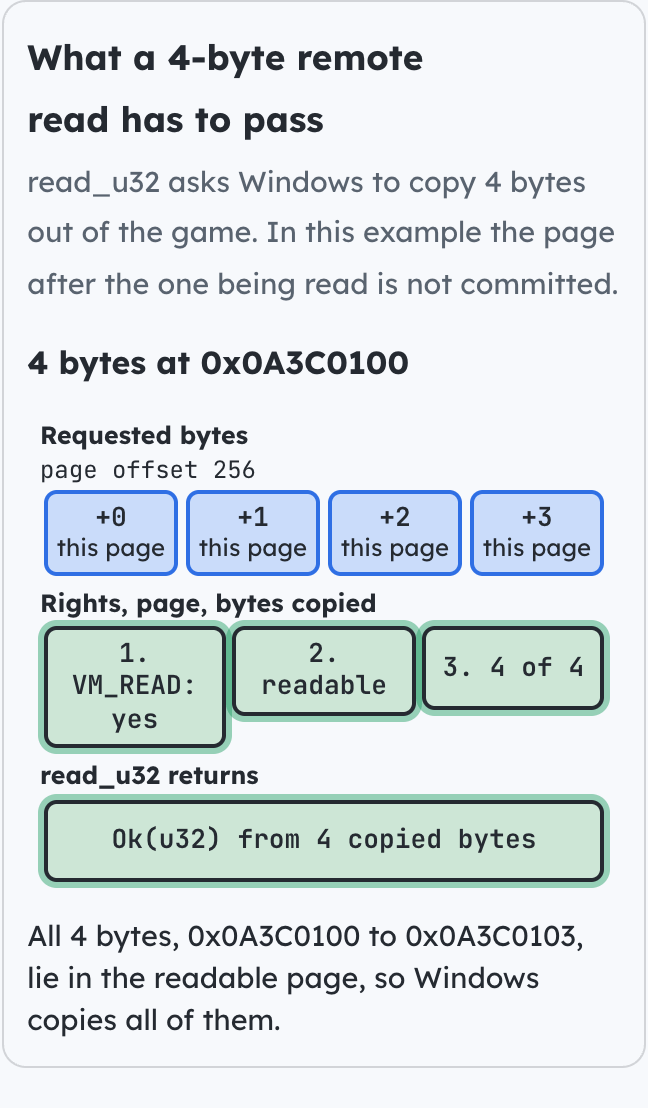 What a 4-byte remote
read has to pass
read_u32 asks Windows to copy 4 bytes
out of the game. In this example the page
after the one being read is not committed.
4 bytes at 0x0A3C0100
Requested bytes
page offset 256
+0 +1 +2 +3
this page this page this page this page
Rights, page, bytes copied
1.
VM_READ:
yes
2.
readable
3. 4 of 4
read_u32 returns
Ok(u32) from 4 copied bytes
All 4 bytes, 0x0A3C0100 to 0x0A3C0103,
lie in the readable page, so Windows
copies all of them.